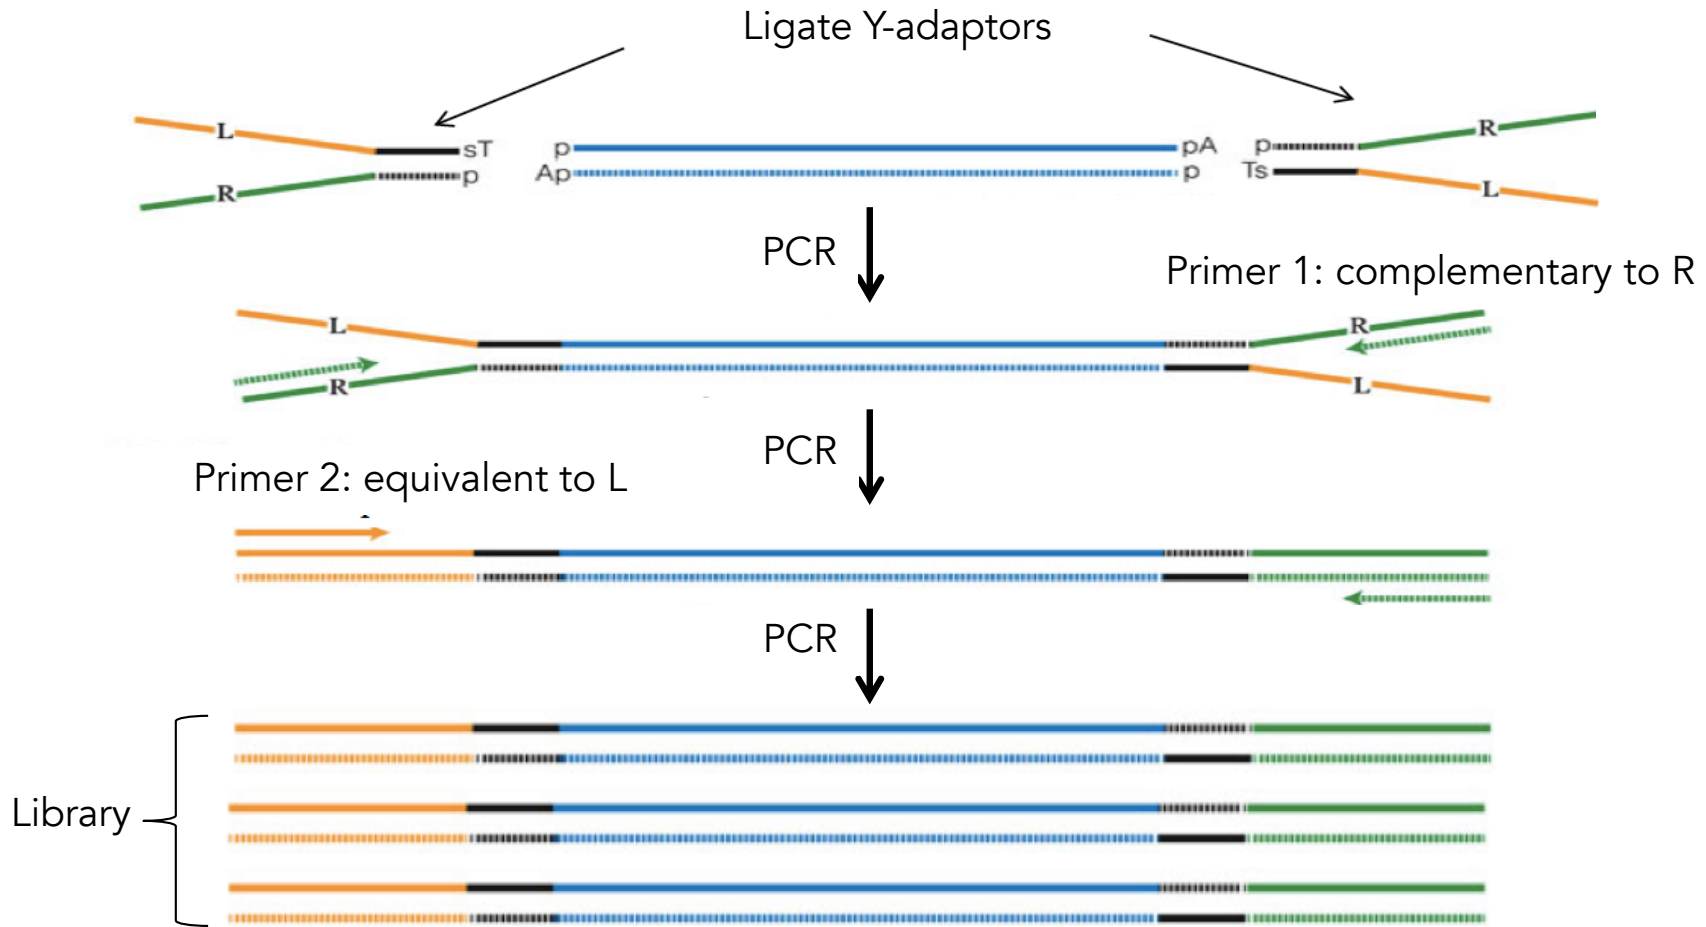 Ligate Y-adaptors
L sT p pA p R
R p Ap p Ts L
PCR
Primer 1: complementary to R
L R
R L
PCR
Primer 2: equivalent to L
PCR
Library